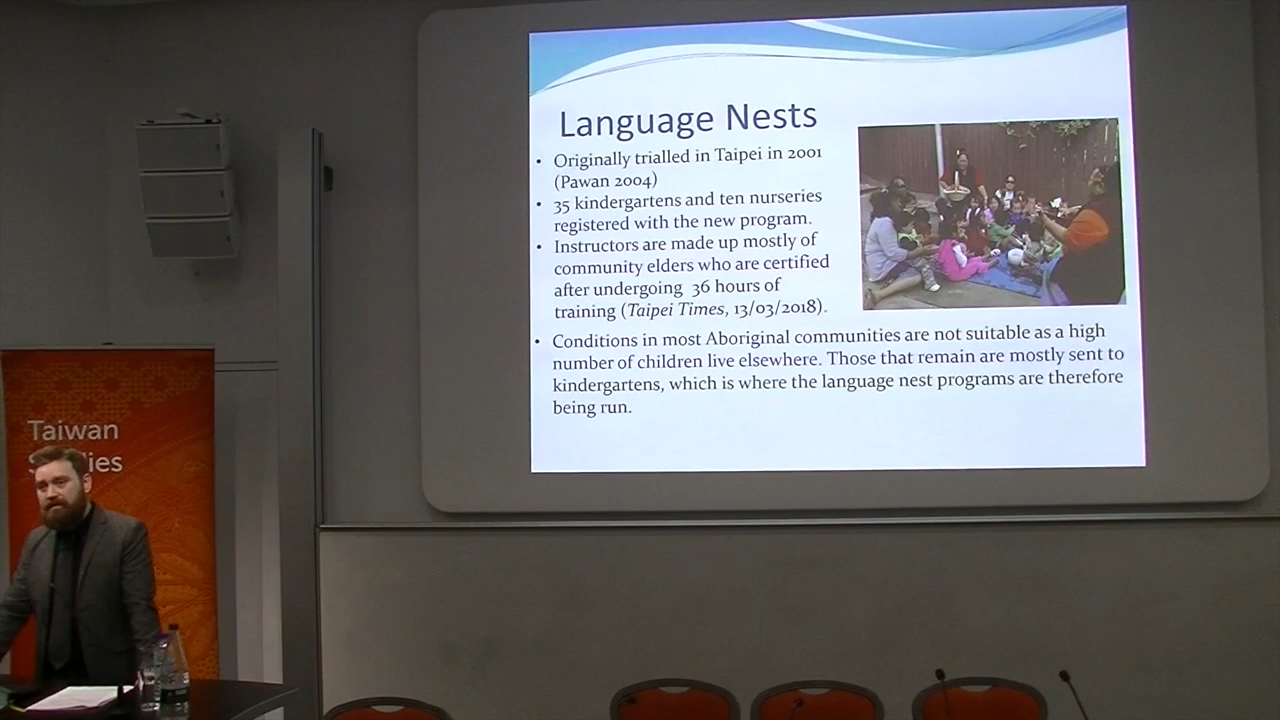 Language Nests
• Originally trialled in Taipei in 2001
(Pawan 2004)
• 35 kindergartens and ten nurseries
registered with the new program.
• Instructors are made up mostly of
community elders who are certified
after undergoing 36 hours of
training (Taipei Times, 13/03/2018).
• Conditions in most Aboriginal communities are not suitable as a high
number of children live elsewhere. Those that remain are mostly sent to
kindergartens, which is where the language nest programs are therefore
being run.
Taiwan